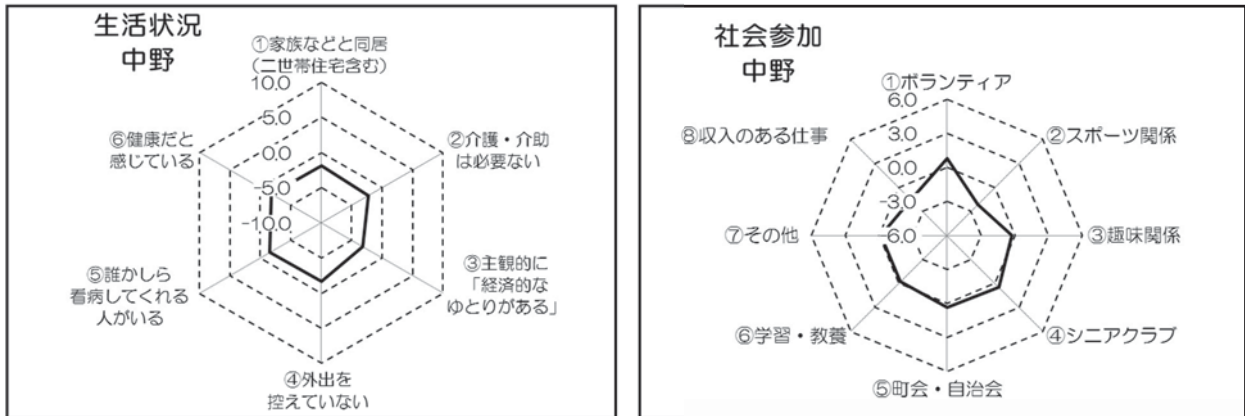 生活状況
中野
①家族などと同居
（二世帯住宅含む）
10.0
5.0
0.0
-5.0
-10.0
②介護・介助
は必要ない
③主観的に
「経済的な
ゆとりがある」
④外出を
控えていない
⑤誰かしら
看病してくれる
人がいる
⑥健康だと
感じている
社会参加
中野
①ボランティア
6.0
3.0
0.0
-3.0
-6.0
②スポーツ関係
③趣味関係
④シニアクラブ
⑤町会・自治会
⑥学習・教養
⑦その他
⑧収入のある仕事